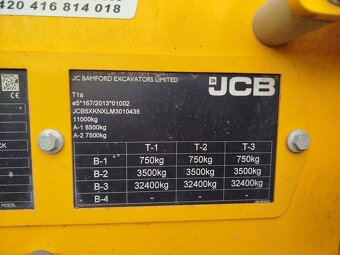 420 416 814 018
JC BAMFORD EXCAVATORS LIMITED
JCB
T1a
e5*167/2013*01002
JCB5XKNXLM3010435
11000kg
A-1 8500kg
A-2 7500kg
T-1 T-2 T-3
B-1 750kg 750kg 750kg
B-2 3500kg 3500kg 3500kg
B-3 32400kg 32400kg 32400kg
B-4
MODEL